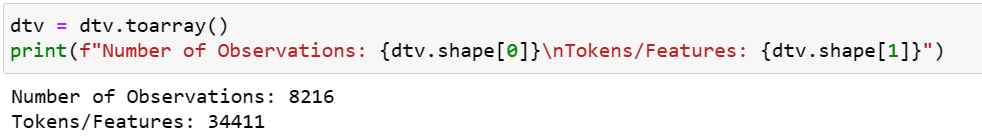 dtv = dtv.toarray()
print(f"Number of Observations: {dtv.shape[0]}\nTokens/Features: {dtv.shape[1]}")
Number of Observations: 8216
Tokens/Features: 34411